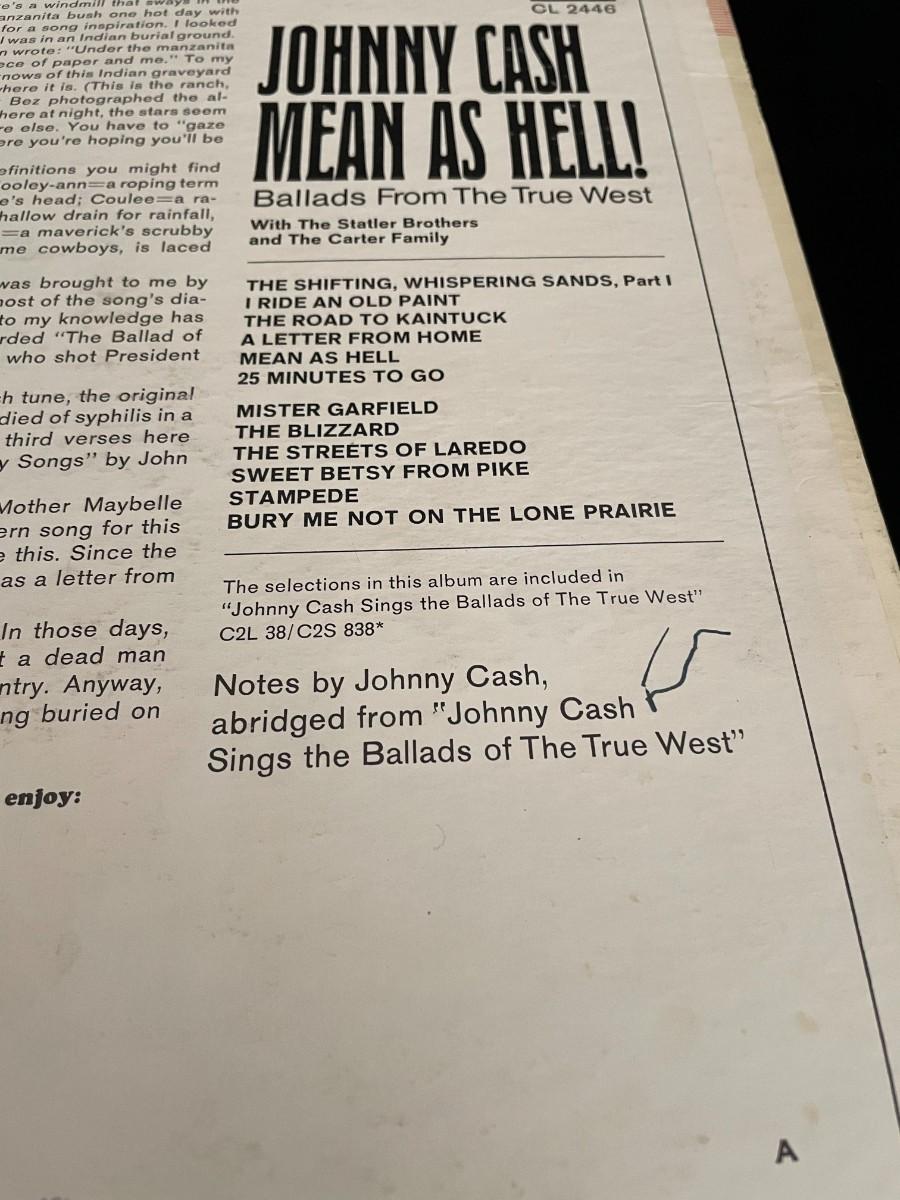 e's a windmill that sways in the
anzanita bush one hot day with
for a song inspiration. I looked
I was in an Indian burial ground.
n wrote: "Under the manzanita
ece of paper and me." To my
nows of this Indian graveyard
where it is. (This is the ranch,
Bez photographed the al-
here at night, the stars seem
re else. You have to "gaze
ere you're hoping you'll be
efinitions you might find
ooley-ann=a roping term
e's head; Coulee=a ra-
hallow drain for rainfall,
=a maverick's scrubby
me cowboys, is laced
was brought to me by
most of the song's dia-
to my knowledge has
rded "The Ballad of
who shot President
ch tune, the original
died of syphilis in a
third verses here
y Songs" by John
Mother Maybelle
ern song for this
e this. Since the
as a letter from
In those days,
t a dead man
ntry. Anyway,
ng buried on
enjoy:
CL 2446
JOHNNY CASH
MEAN AS HELL!
Ballads From The True West
With The Statler Brothers
and The Carter Family
THE SHIFTING, WHISPERING SANDS, Part I
I RIDE AN OLD PAINT
THE ROAD TO KAINTUCK
A LETTER FROM HOME
MEAN AS HELL
25 MINUTES TO GO
MISTER GARFIELD
THE BLIZZARD
THE STREETS OF LAREDO
SWEET BETSY FROM PIKE
STAMPEDE
BURY ME NOT ON THE LONE PRAIRIE
The selections in this album are included in
"Johnny Cash Sings the Ballads of The True West"
C2L 38/C2S 838*
Notes by Johnny Cash,
abridged from "Johnny Cash
Sings the Ballads of The True West"
A